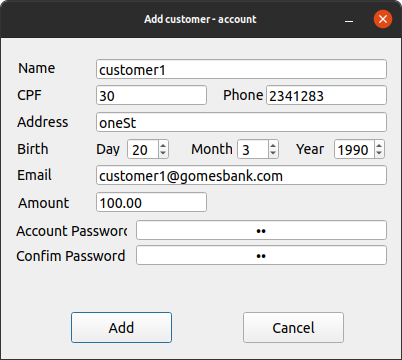 Add customer - account
Name customer1
CPF 30 Phone 2341283
Address oneSt
Birth Day 20 Month 3 Year 1990
Email customer1@gomesbank.com
Amount 100.00
Account Password ••
Confim Password ••
Add Cancel